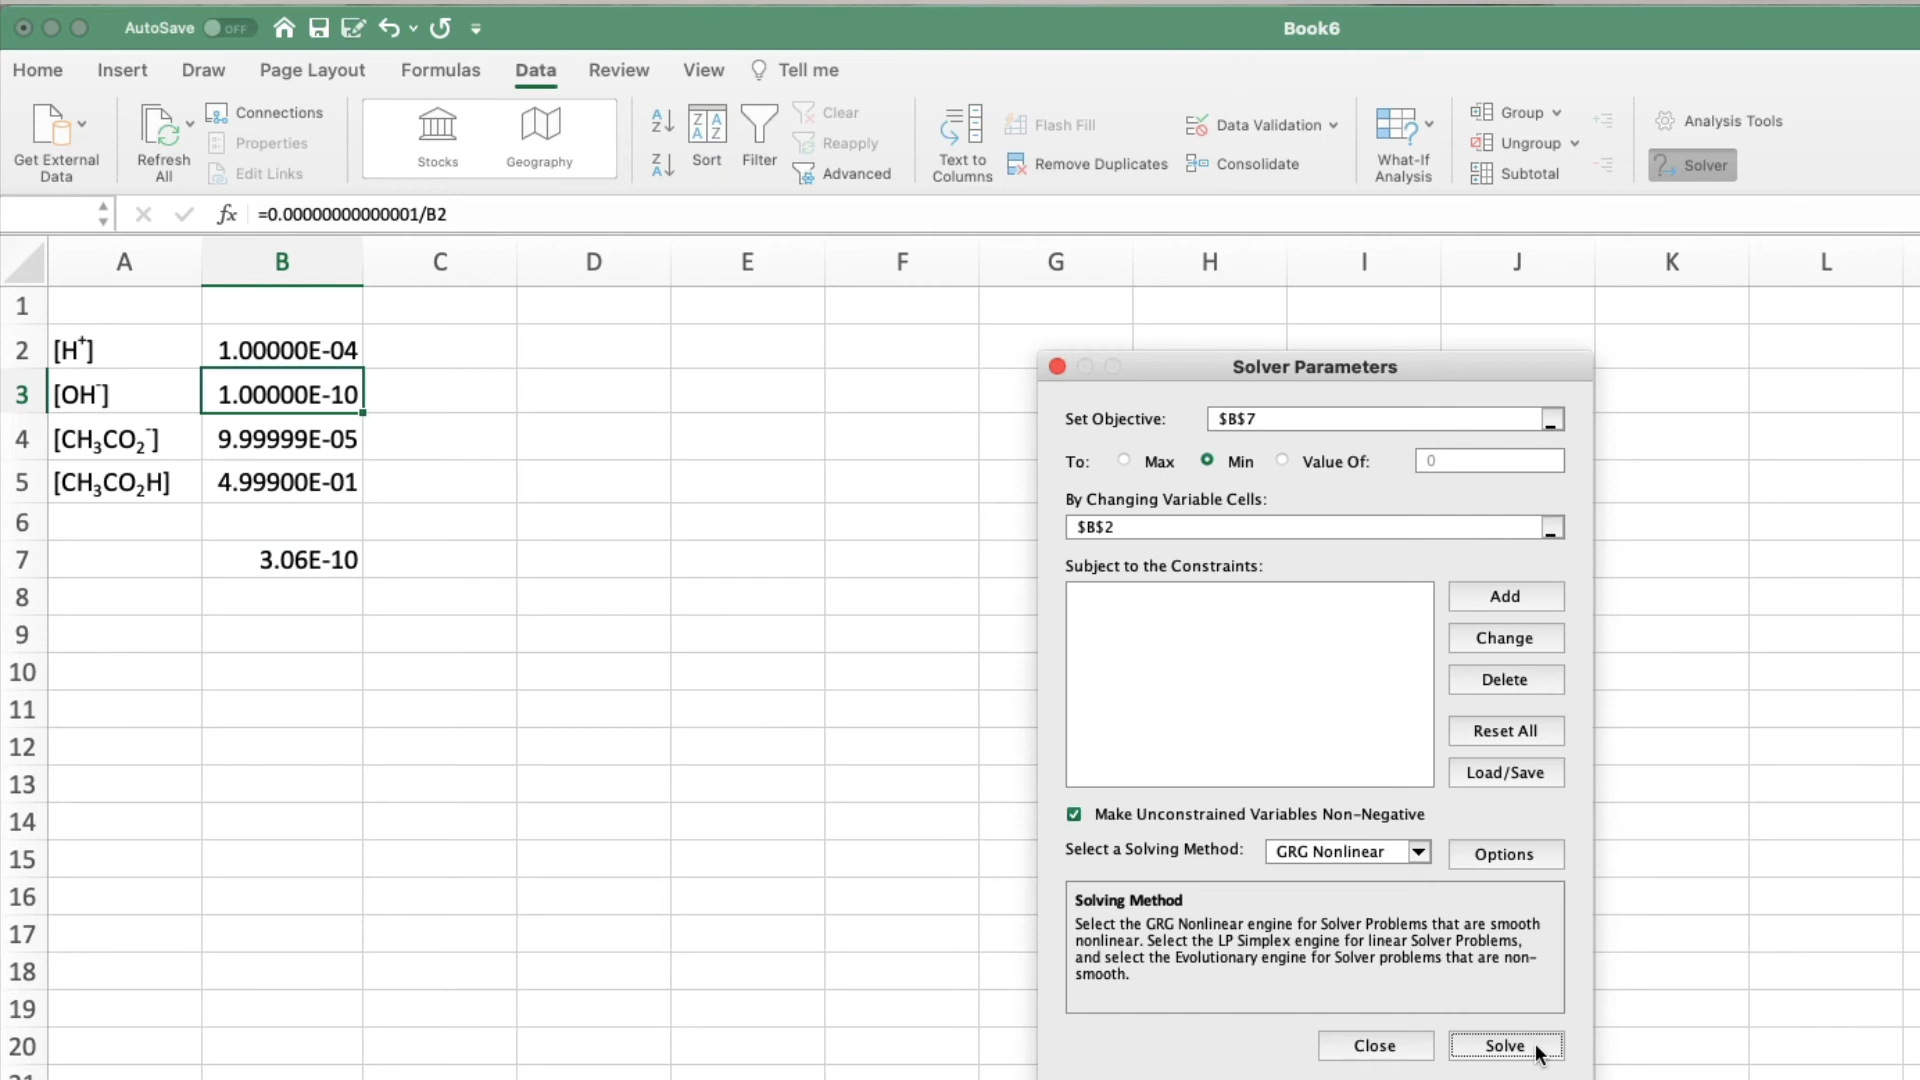 AutoSave OFF Book6
Home Insert Draw Page Layout Formulas Data Review View Tell me
Get External Data
Refresh All
Connections
Properties
Edit Links
Stocks
Geography
Sort
Filter
Clear
Reapply
Advanced
Text to Columns
Flash Fill
Remove Duplicates
Data Validation
Consolidate
What-If Analysis
Group
Ungroup
Subtotal
Analysis Tools
Solver
fx =0.00000000000001/B2
A B C D E F G H I J K L
1
2 [H⁺] 1.00000E-04
3 [OH⁻] 1.00000E-10
4 [CH₃CO₂⁻] 9.99999E-05
5 [CH₃CO₂H] 4.99900E-01
6
7 3.06E-10
8
9
10
11
12
13
14
15
16
17
18
19
20
Solver Parameters
Set Objective: $B$7
To: Max Min Value Of: 0
By Changing Variable Cells:
$B$2
Subject to the Constraints:
Add
Change
Delete
Reset All
Load/Save
Make Unconstrained Variables Non-Negative
Select a Solving Method: GRG Nonlinear Options
Solving Method
Select the GRG Nonlinear engine for Solver Problems that are smooth
nonlinear. Select the LP Simplex engine for linear Solver Problems,
and select the Evolutionary engine for Solver problems that are non-
smooth.
Close Solve